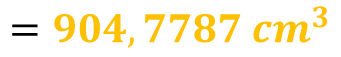 = 904,7787 cm³